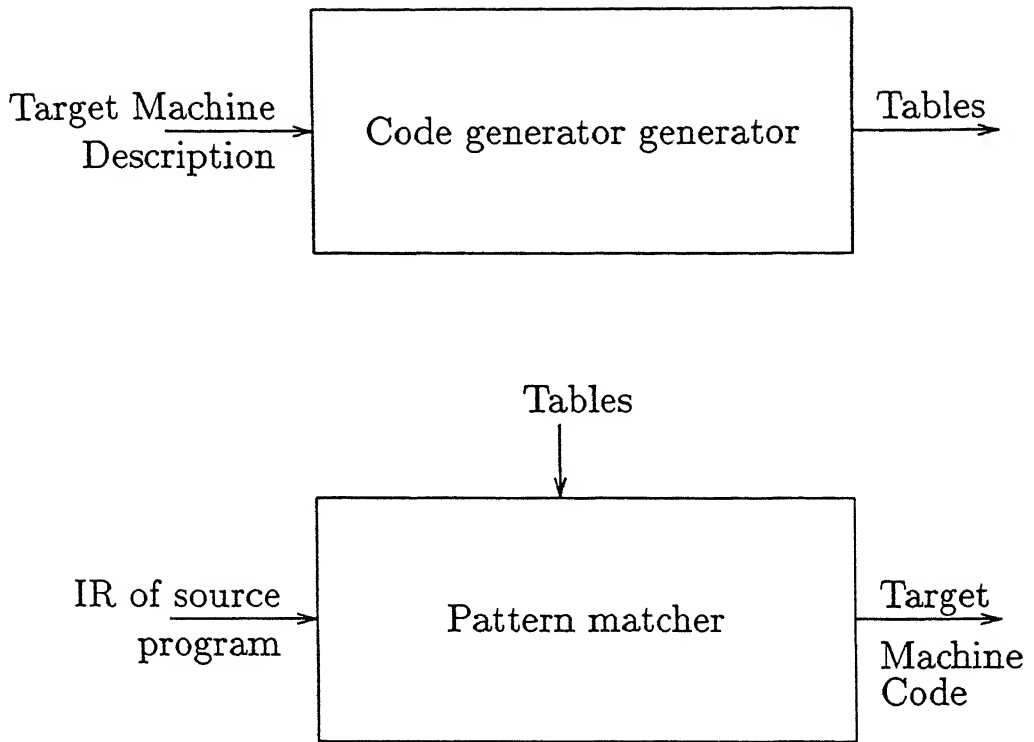 Target Machine
Description
Code generator generator
Tables
Tables
IR of source
program
Pattern matcher
Target
Machine
Code